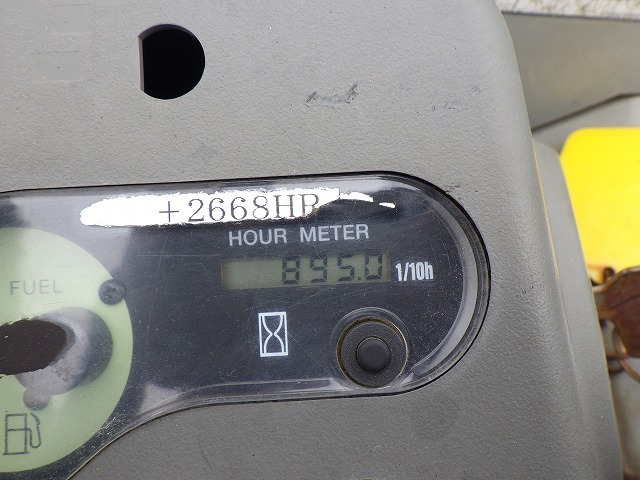 +2668HR
HOUR METER
895.0 1/10h
FUEL